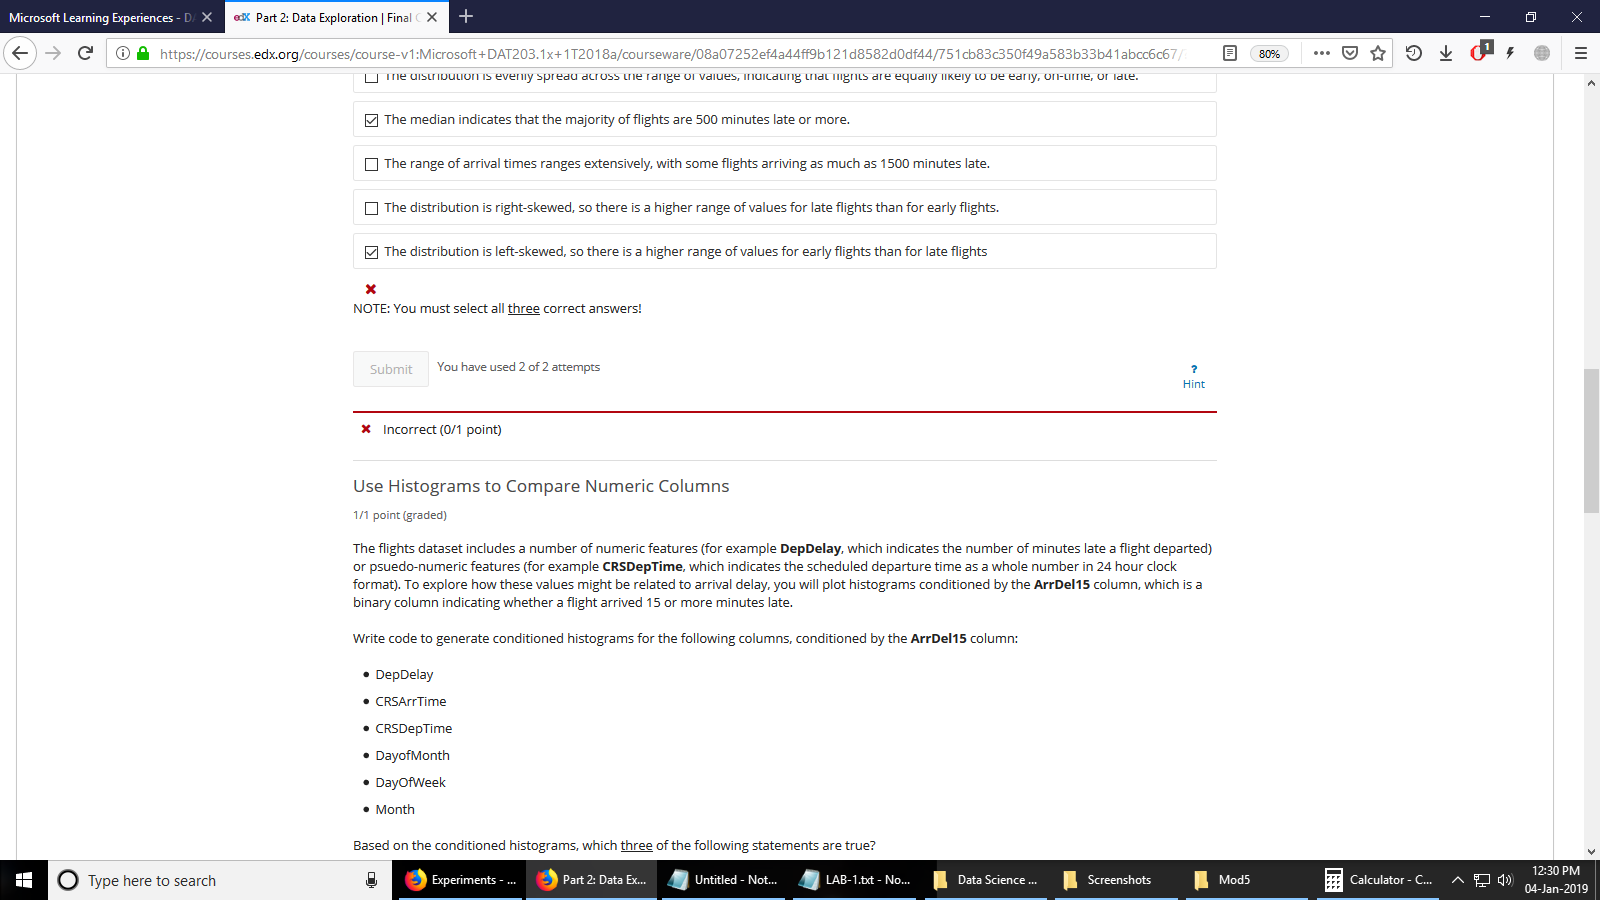 Microsoft Learning Experiences - D
edX Part 2: Data Exploration | Final C
https://courses.edx.org/courses/course-v1:Microsoft+DAT203.1x+1T2018a/courseware/08a07252ef4a44ff9b121d8582d0df44/751cb83c350f49a583b33b41abcc6c67/
80%
1
The distribution is evenly spread across the range of values, indicating that flights are equally likely to be early, on-time, or late.
The median indicates that the majority of flights are 500 minutes late or more.
The range of arrival times ranges extensively, with some flights arriving as much as 1500 minutes late.
The distribution is right-skewed, so there is a higher range of values for late flights than for early flights.
The distribution is left-skewed, so there is a higher range of values for early flights than for late flights
NOTE: You must select all three correct answers!
Submit
You have used 2 of 2 attempts
?
Hint
Incorrect (0/1 point)
Use Histograms to Compare Numeric Columns
1/1 point (graded)
The flights dataset includes a number of numeric features (for example DepDelay, which indicates the number of minutes late a flight departed)
or psuedo-numeric features (for example CRSDepTime, which indicates the scheduled departure time as a whole number in 24 hour clock
format). To explore how these values might be related to arrival delay, you will plot histograms conditioned by the ArrDel15 column, which is a
binary column indicating whether a flight arrived 15 or more minutes late.
Write code to generate conditioned histograms for the following columns, conditioned by the ArrDel15 column:
DepDelay
CRSArrTime
CRSDepTime
DayofMonth
DayOfWeek
Month
Based on the conditioned histograms, which three of the following statements are true?
Type here to search
Experiments - ...
Part 2: Data Ex...
Untitled - Not...
LAB-1.txt - No...
Data Science ...
Screenshots
Mod5
Calculator - C...
12:30 PM
04-Jan-2019